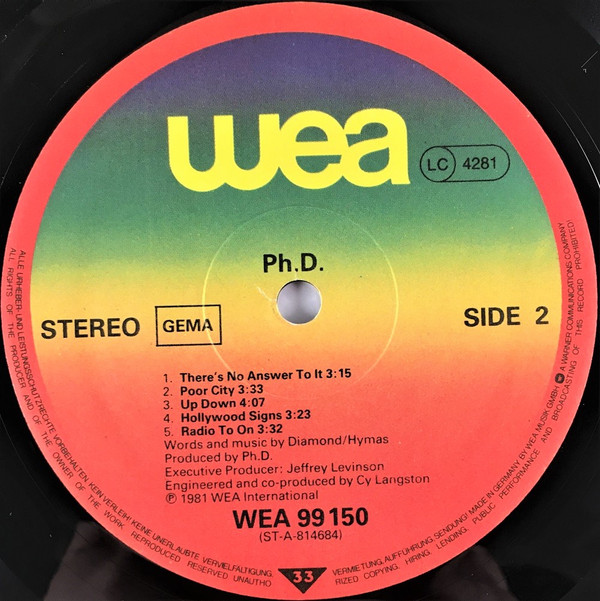 wea
LC 4281
Ph.D.
STEREO
GEMA
SIDE 2
1. There's No Answer To It 3:15
2. Poor City 3:33
3. Up Down 4:07
4. Hollywood Signs 3:23
5. Radio To On 3:32
Words and music by Diamond/Hymas
Produced by Ph.D.
Executive Producer: Jeffrey Levinson
Engineered and co-produced by Cy Langston
℗ 1981 WEA International
WEA 99 150
(ST-A-814684)
33
ALLE URHEBER- UND LEISTUNGSSCHUTZRECHTE VORBEHALTEN. KEIN VERLEIH! KEINE UNERLAUBTE VERVIELFÄLTIGUNG, VERMIETUNG, AUFFÜHRUNG, SENDUNG! MADE IN GERMANY BY WEA MUSIK GMBH A WARNER COMMUNICATIONS COMPANY
ALL RIGHTS OF THE PRODUCER AND OF THE OWNER OF THE WORK REPRODUCED RESERVED UNAUTHORIZED COPYING, HIRING, LENDING, PUBLIC PERFORMANCE AND BROADCASTING OF THIS RECORD PROHIBITED!